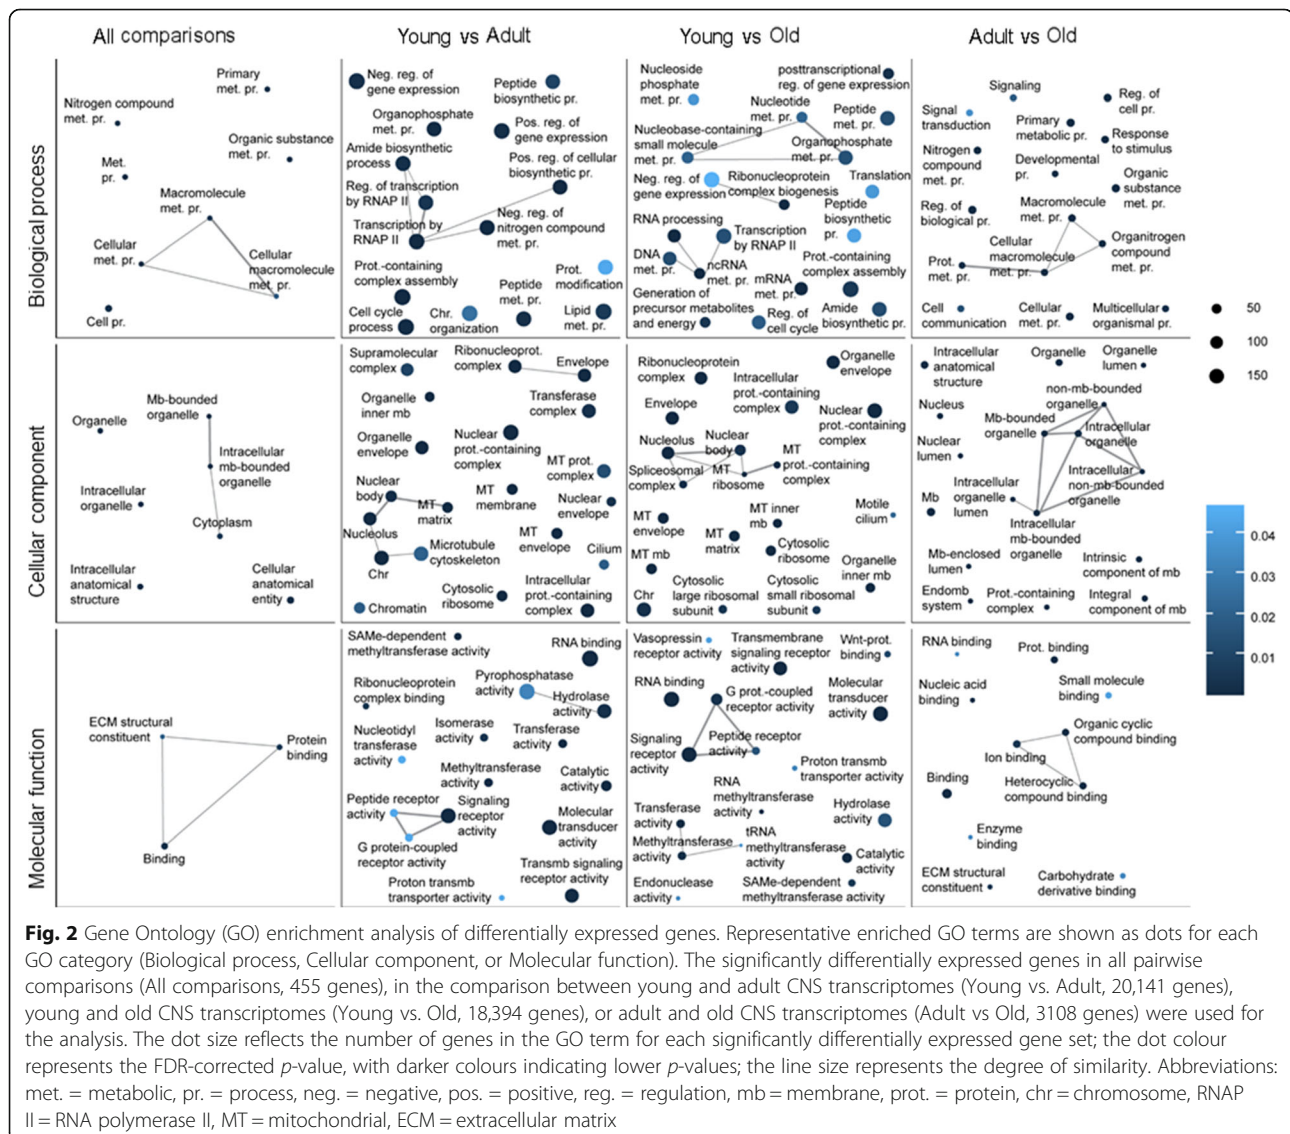 All comparisons
Young vs Adult
Young vs Old
Adult vs Old
Biological process
Primary
met. pr.
Nitrogen compound
met. pr.
Organic substance
met. pr.
Met.
pr.
Macromolecule
met. pr.
Cellular
met. pr.
Cellular
macromolecule
met. pr.
Cell pr.
Neg. reg. of
gene expression
Peptide
biosynthetic pr.
Organophosphate
met. pr.
Pos. reg. of
gene expression
Amide biosynthetic
process
Pos. reg. of cellular
biosynthetic pr.
Reg. of transcription
by RNAP II
Transcription by
RNAP II
Neg. reg. of
nitrogen compound
met. pr.
Prot.-containing
complex assembly
Prot.
modification
Peptide
met. pr.
Cell cycle
process
Chr.
organization
Lipid
met. pr.
Nucleoside
phosphate
met. pr.
posttranscriptional
reg. of gene expression
Nucleotide
met. pr.
Peptide
met. pr.
Nucleobase-containing
small molecule
met. pr.
Organophosphate
met. pr.
Neg. reg. of
gene expression
Ribonucleoprotein
complex biogenesis
Translation
Peptide
biosynthetic
pr.
RNA processing
Transcription
by RNAP II
DNA
met. pr.
ncRNA
met. pr.
mRNA
met. pr.
Prot.-containing
complex assembly
Generation of
precursor metabolites
and energy
Reg. of
cell cycle
Amide
biosynthetic pr.
Signaling
Reg. of
cell pr.
Signal
transduction
Primary
metabolic pr.
Response
to stimulus
Nitrogen
compound
met. pr.
Developmental
pr.
Organic
substance
met. pr.
Reg. of
biological pr.
Macromolecule
met. pr.
Organitrogen
compound
met. pr.
Prot.
met. pr.
Cellular
macromolecule
met. pr.
Cell
communication
Cellular
met. pr.
Multicellular
organismal pr.
50
100
150
Cellular component
Mb-bounded
organelle
Organelle
Intracellular
mb-bounded
organelle
Intracellular
organelle
Cytoplasm
Intracellular
anatomical
structure
Cellular
anatomical
entity
Supramolecular
complex
Ribonucleoprot.
complex
Envelope
Organelle
inner mb
Transferase
complex
Organelle
envelope
Nuclear
prot.-containing
complex
MT prot.
complex
Nuclear
body
MT
matrix
MT
membrane
Nuclear
envelope
Nucleolus
MT
envelope
Microtubule
cytoskeleton
Cilium
Chr
Chromatin
Cytosolic
ribosome
Intracellular
prot.-containing
complex
Ribonucleoprotein
complex
Organelle
envelope
Intracellular
prot.-containing
complex
Envelope
Nuclear
prot.-containing
complex
Nucleolus
Nuclear
body
MT
prot.-containing
complex
Spliceosomal
complex
MT
ribosome
MT
envelope
MT inner
mb
Motile
cilium
MT
matrix
Cytosolic
ribosome
MT mb
Organelle
inner mb
Chr
Cytosolic
large ribosomal
subunit
Cytosolic
small ribosomal
subunit
Intracellular
anatomical
structure
Organelle
Organelle
lumen
Nucleus
non-mb-bounded
organelle
Mb-bounded
organelle
Intracellular
organelle
Nuclear
lumen
Intracellular
non-mb-bounded
organelle
Intracellular
organelle
lumen
Mb
Intracellular
mb-bounded
organelle
Mb-enclosed
lumen
Intrinsic
component of mb
Endomb
system
Prot.-containing
complex
Integral
component of mb
0.04
0.03
0.02
0.01
Molecular function
ECM structural
constituent
Protein
binding
Binding
SAMe-dependent
methyltransferase activity
RNA binding
Pyrophosphatase
activity
Ribonucleoprotein
complex binding
Hydrolase
activity
Nucleotidyl
transferase
activity
Isomerase
activity
Transferase
activity
Methyltransferase
activity
Catalytic
activity
Peptide receptor
activity
Signaling
receptor
activity
Molecular
transducer
activity
G protein-coupled
receptor activity
Proton transmb
transporter activity
Transmb signaling
receptor activity
Vasopressin
receptor activity
Transmembrane
signaling receptor
activity
Wnt-prot.
binding
RNA binding
G prot.-coupled
receptor activity
Molecular
transducer
activity
Signaling
receptor
activity
Peptide receptor
activity
Proton transmb
transporter activity
RNA
methyltransferase
activity
Hydrolase
activity
Transferase
activity
Methyltransferase
activity
tRNA
methyltransferase
activity
Catalytic
activity
Endonuclease
activity
SAMe-dependent
methyltransferase activity
RNA binding
Prot. binding
Nucleic acid
binding
Small molecule
binding
Organic cyclic
compound binding
Ion binding
Binding
Heterocyclic
compound binding
Enzyme
binding
ECM structural
constituent
Carbohydrate
derivative binding
Fig. 2 Gene Ontology (GO) enrichment analysis of differentially expressed genes. Representative enriched GO terms are shown as dots for each
GO category (Biological process, Cellular component, or Molecular function). The significantly differentially expressed genes in all pairwise
comparisons (All comparisons, 455 genes), in the comparison between young and adult CNS transcriptomes (Young vs. Adult, 20,141 genes),
young and old CNS transcriptomes (Young vs. Old, 18,394 genes), or adult and old CNS transcriptomes (Adult vs Old, 3108 genes) were used for
the analysis. The dot size reflects the number of genes in the GO term for each significantly differentially expressed gene set; the dot colour
represents the FDR-corrected p-value, with darker colours indicating lower p-values; the line size represents the degree of similarity. Abbreviations:
met. = metabolic, pr. = process, neg. = negative, pos. = positive, reg. = regulation, mb = membrane, prot. = protein, chr = chromosome, RNAP
II = RNA polymerase II, MT = mitochondrial, ECM = extracellular matrix